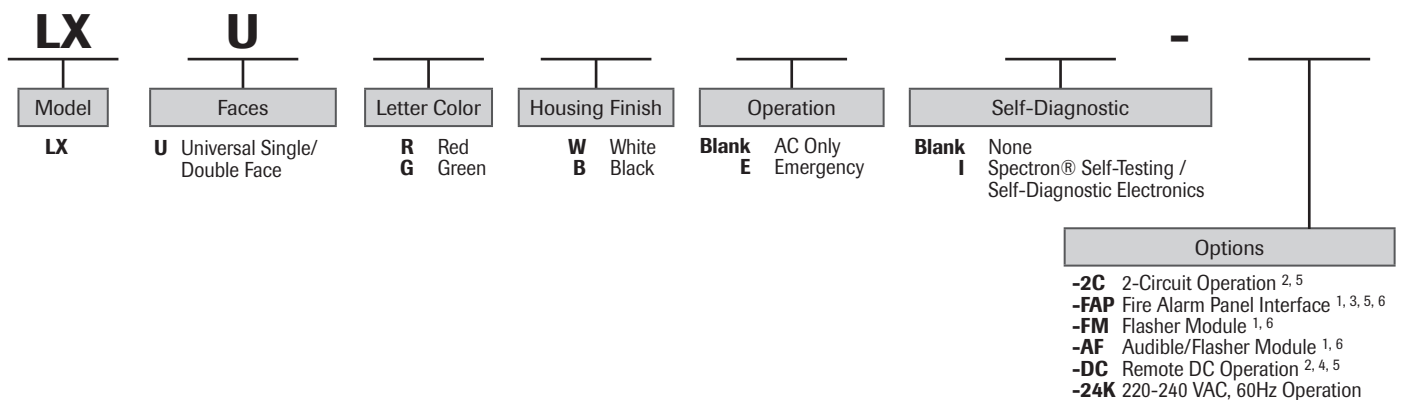 LX U -
Model Faces Letter Color Housing Finish Operation Self-Diagnostic
LX
U Universal Single/
Double Face
R Red
G Green
W White
B Black
Blank AC Only
E Emergency
Blank None
I Spectron® Self-Testing /
Self-Diagnostic Electronics
Options
-2C 2-Circuit Operation 2, 5
-FAP Fire Alarm Panel Interface 1, 3, 5, 6
-FM Flasher Module 1, 6
-AF Audible/Flasher Module 1, 6
-DC Remote DC Operation 2, 4, 5
-24K 220-240 VAC, 60Hz Operation